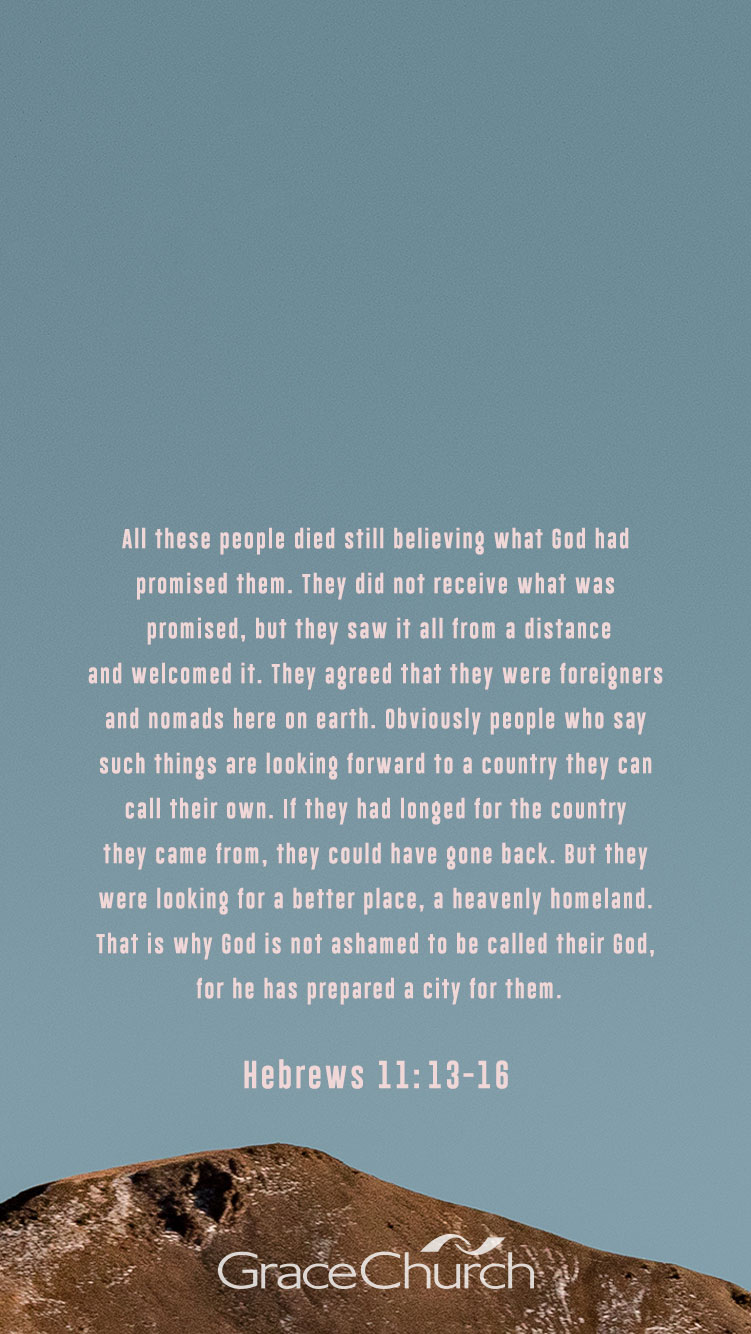 All these people died still believing what God had
promised them. They did not receive what was
promised, but they saw it all from a distance
and welcomed it. They agreed that they were foreigners
and nomads here on earth. Obviously people who say
such things are looking forward to a country they can
call their own. If they had longed for the country
they came from, they could have gone back. But they
were looking for a better place, a heavenly homeland.
That is why God is not ashamed to be called their God,
for he has prepared a city for them.
Hebrews 11:13-16
GraceChurch